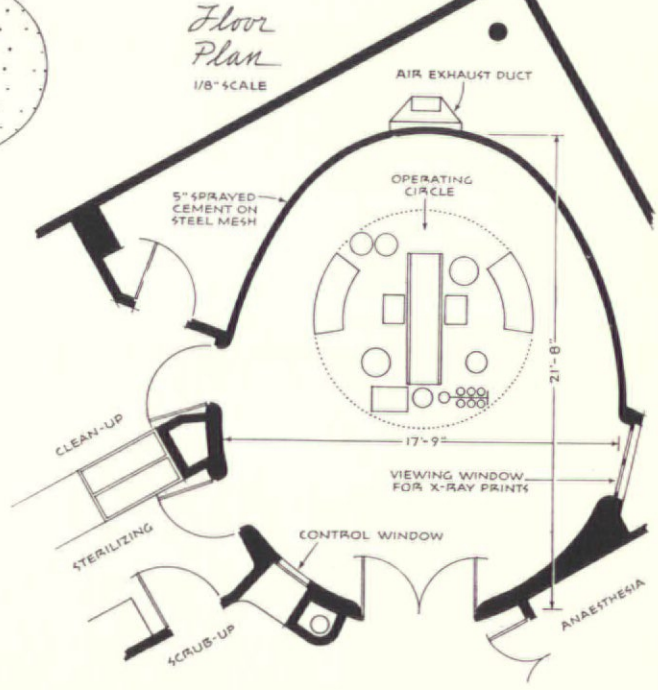 Floor
Plan
1/8" SCALE
AIR EXHAUST DUCT
OPERATING
CIRCLE
5" SPRAYED
CEMENT ON
STEEL MESH
21'-8"
CLEAN-UP
17'-9"
VIEWING WINDOW
FOR X-RAY PRINTS
STERILIZING
CONTROL WINDOW
ANAESTHESIA
SCRUB-UP